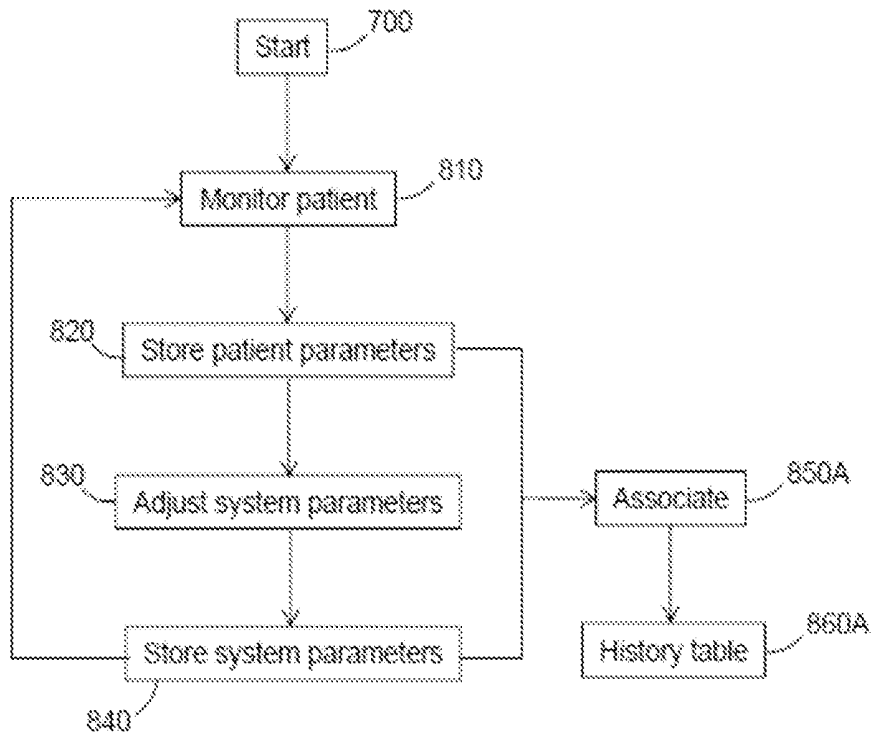 700
Start
810
Monitor patient
820
Store patient parameters
830
Adjust system parameters
850A
Associate
860A
History table
Store system parameters
840